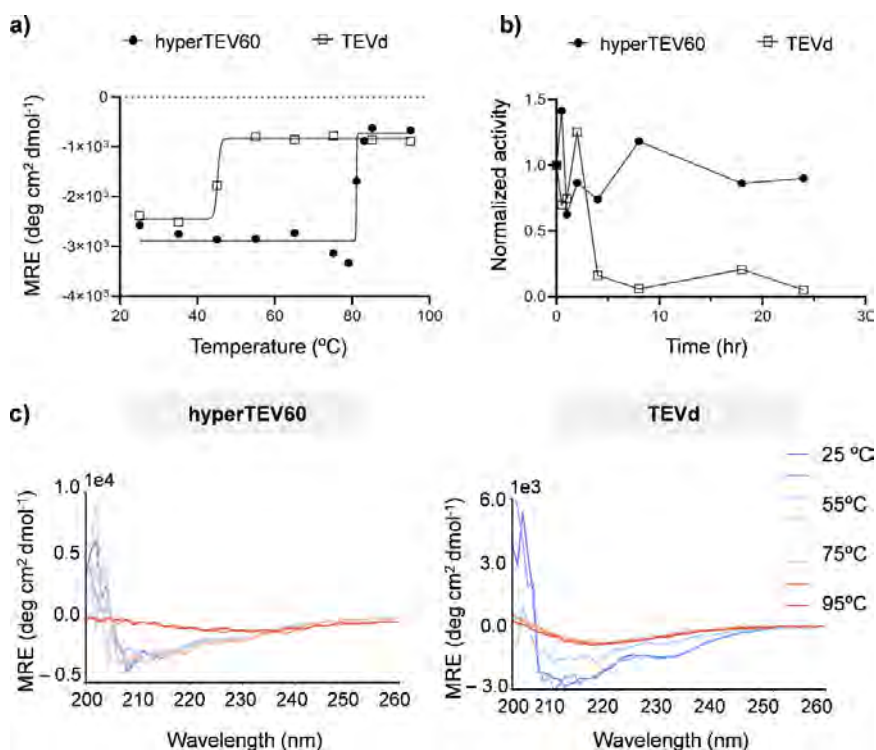 a)
hyperTEV60
TEVd
MRE (deg cm² dmol⁻¹)
0
-1×10³
-2×10³
-3×10³
-4×10³
20
40
60
80
100
Temperature (ºC)
b)
hyperTEV60
TEVd
Normalized activity
1.5
1.0
0.5
0.0
0
10
20
30
Time (hr)
c)
hyperTEV60
MRE (deg cm² dmol⁻¹)
1e4
1.0
0.5
0.0
–0.5
200
210
220
230
240
250
260
Wavelength (nm)
TEVd
MRE (deg cm² dmol⁻¹)
1e3
6.0
3.0
0.0
–3.0
200
210
220
230
240
250
260
Wavelength (nm)
25 ºC
55ºC
75ºC
95ºC